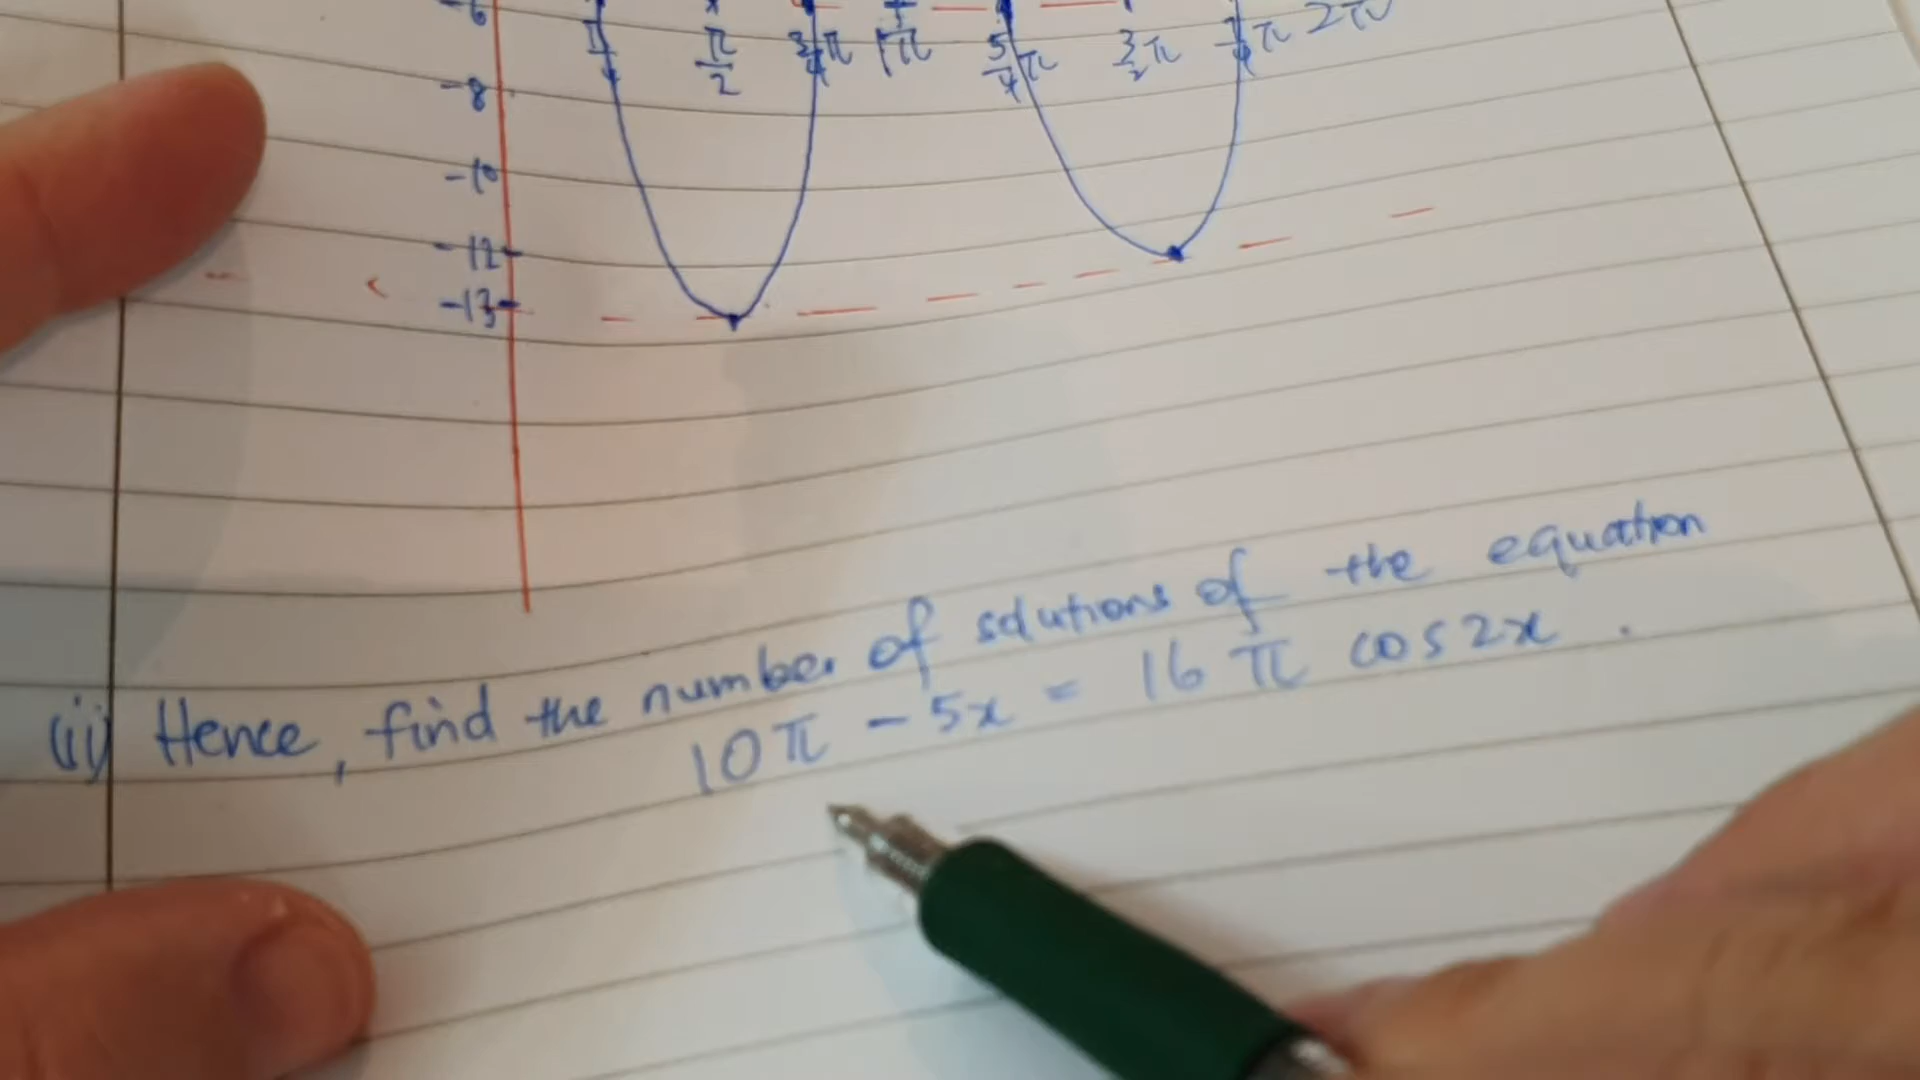 -6
π/4 π/2 3/4π 1π 5/4π 3/2π 7/4π 2π
-8
-10
-12
-13
(ii) Hence, find the number of solutions of the equation
10π - 5x = 16π cos2x .